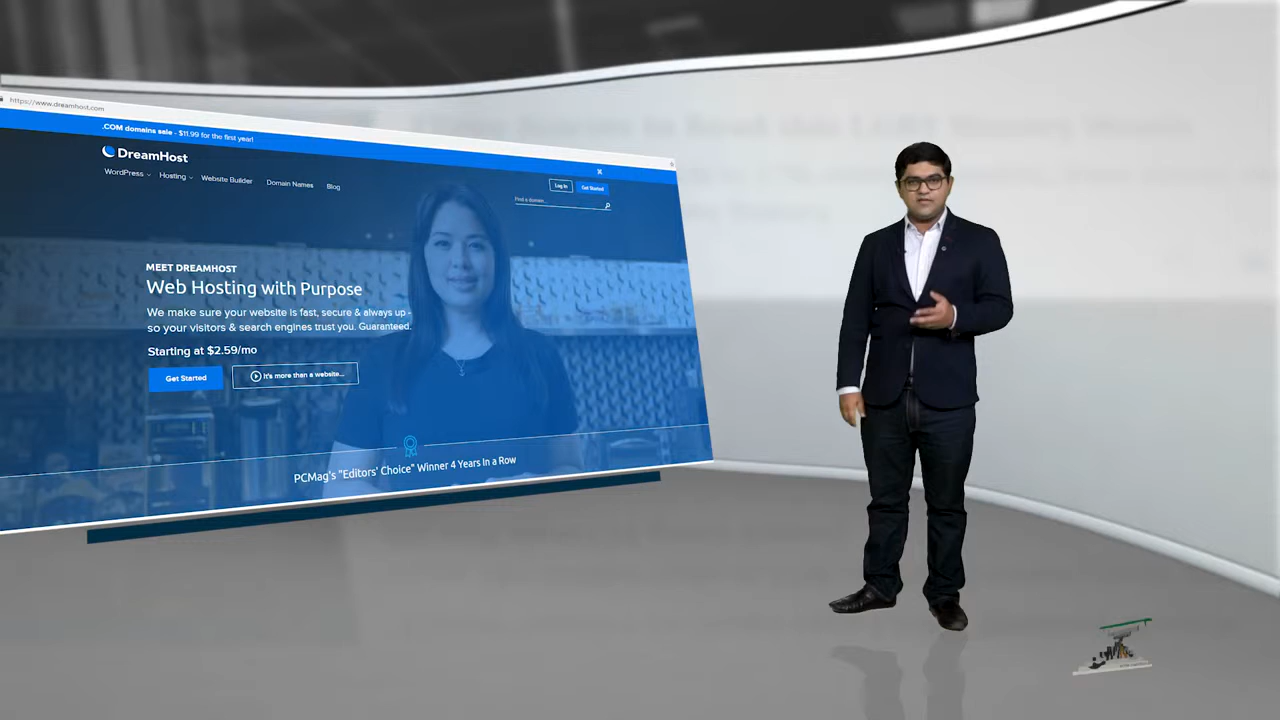 https://www.dreamhost.com
.COM domains sale - $11.99 for the first year!
DreamHost
WordPress Hosting Website Builder Domain Names Blog
Log In Get Started
Find a domain...
MEET DREAMHOST
Web Hosting with Purpose
We make sure your website is fast, secure & always up -
so your visitors & search engines trust you. Guaranteed.
Starting at $2.59/mo
Get Started It's more than a website...
PCMag's "Editors' Choice" Winner 4 Years in a Row